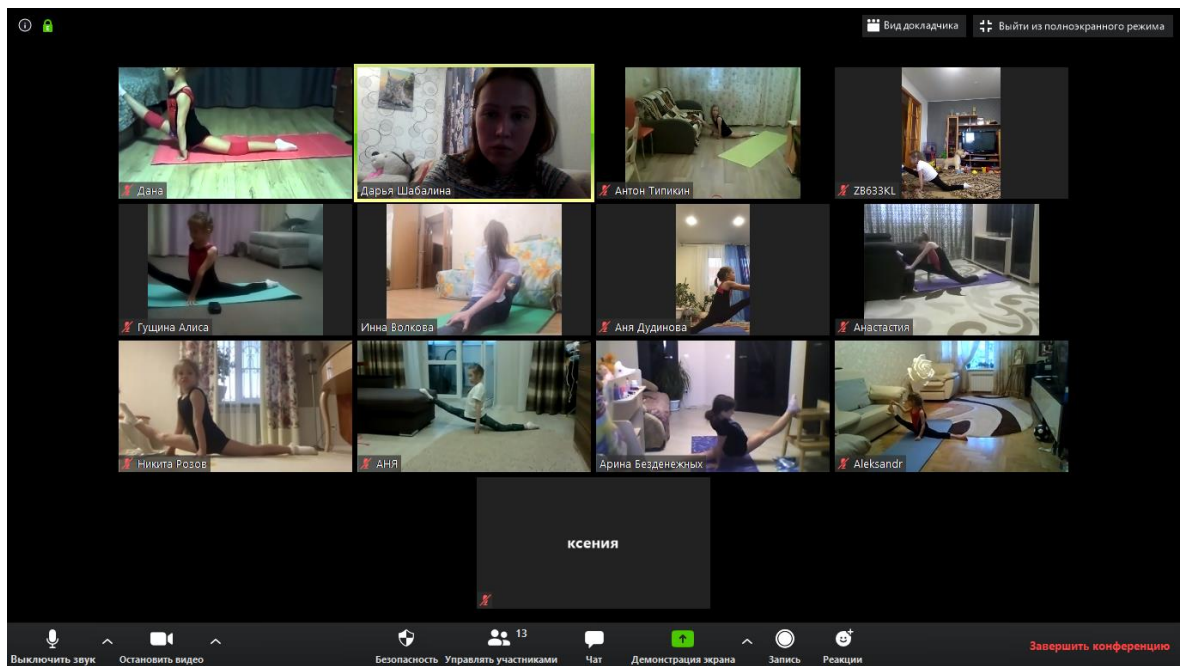 Вид докладчика
Выйти из полноэкранного режима
Дана
Дарья Шабалина
Антон Типикин
ZB633KL
Гущина Алиса
Инна Волкова
Аня Дудинова
Анастастия
Никита Розов
АНЯ
Арина Безденежных
Aleksandr
ксения
Выключить звук
Остановить видео
Безопасность
Управлять участниками
13
Чат
Демонстрация экрана
Запись
Реакции
Завершить конференцию